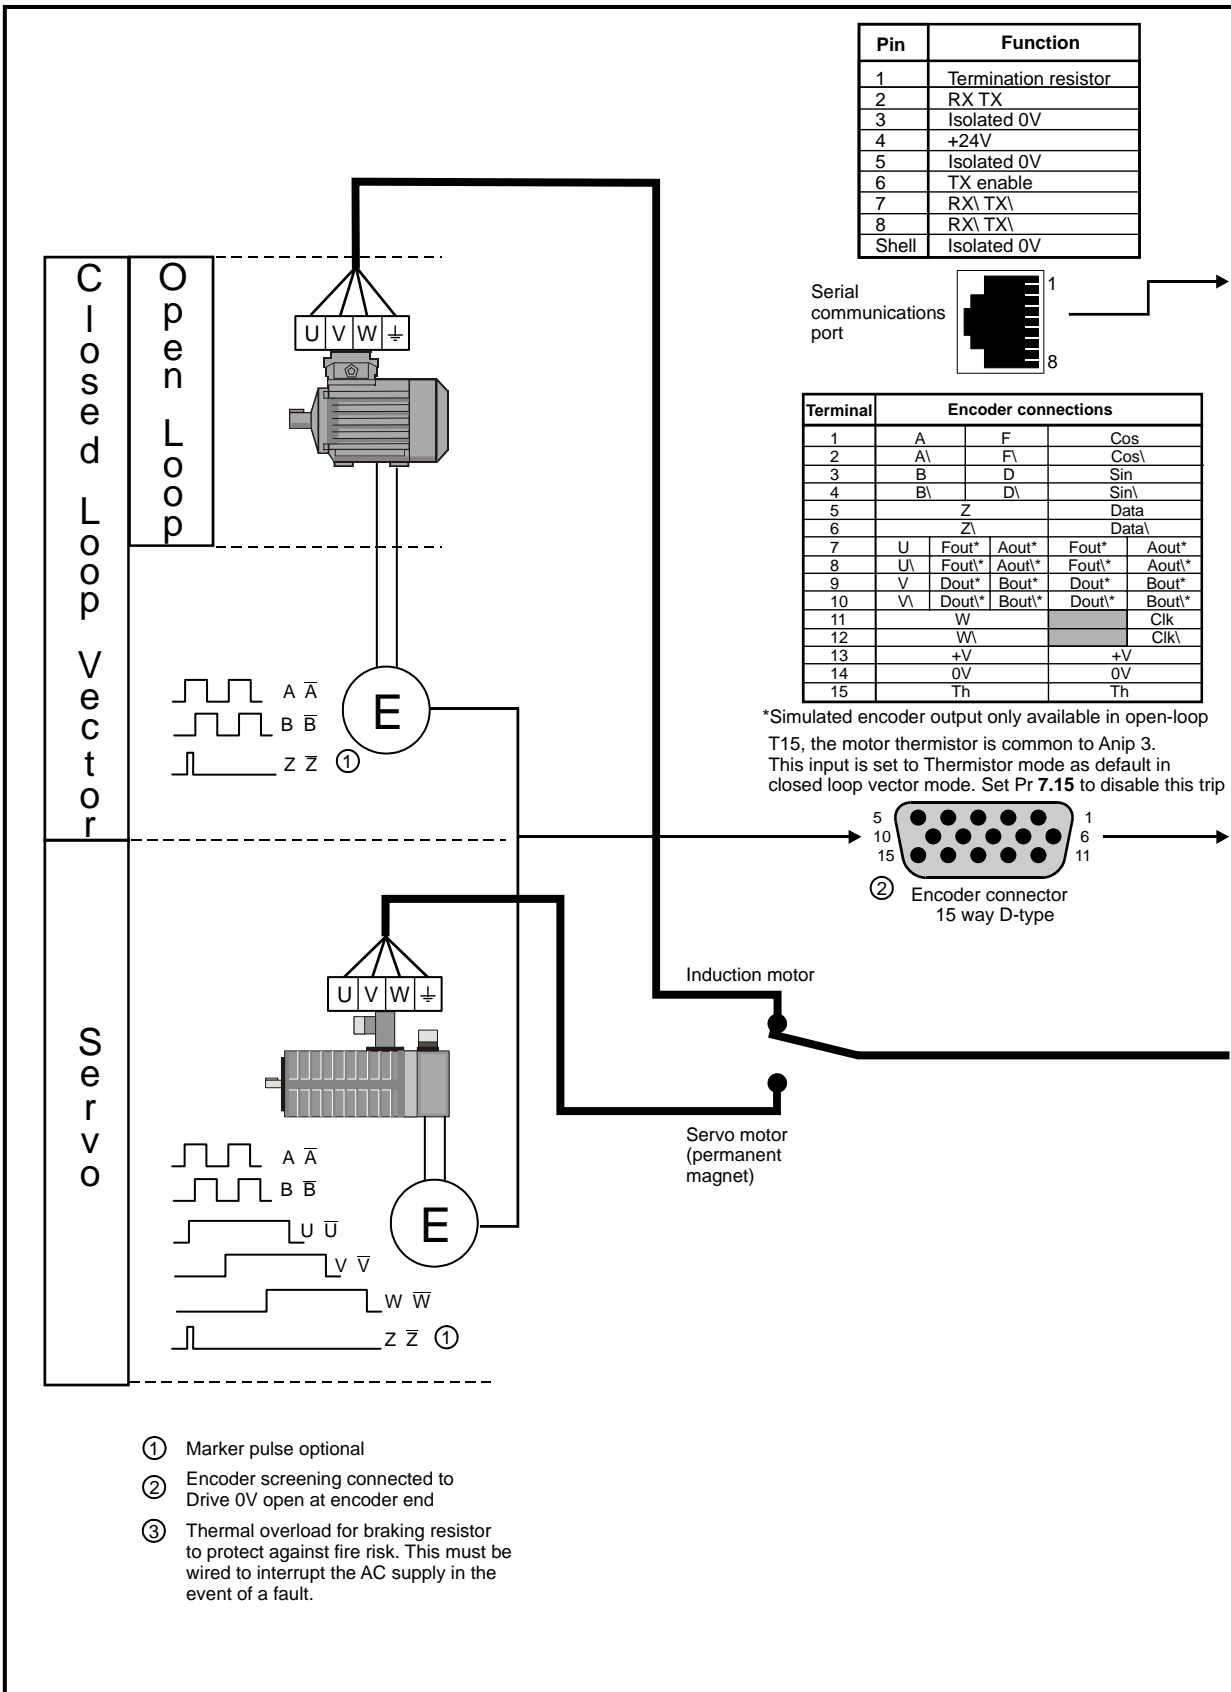 Pin Function
1 Termination resistor
2 RX TX
3 Isolated 0V
4 +24V
5 Isolated 0V
6 TX enable
7 RX\ TX\
8 RX\ TX\
Shell Isolated 0V
Serial
communications
port
1
8
Closed Loop Vector
Open Loop
U V W
Terminal Encoder connections
1 A F Cos
2 A\ F\ Cos\
3 B D Sin
4 B\ D\ Sin\
5 Z Data
6 Z\ Data\
7 U Fout* Aout* Fout* Aout*
8 U\ Fout\* Aout\* Fout\* Aout\*
9 V Dout* Bout* Dout* Bout*
10 V\ Dout\* Bout\* Dout\* Bout\*
11 W Clk
12 W\ Clk\
13 +V +V
14 0V 0V
15 Th Th
*Simulated encoder output only available in open-loop
T15, the motor thermistor is common to Anip 3.
This input is set to Thermistor mode as default in
closed loop vector mode. Set Pr 7.15 to disable this trip
E
A A̅
B B̅
Z Z̅ ①
5 1
10 6
15 11
② Encoder connector
15 way D-type
Servo
U V W
Induction motor
Servo motor
(permanent
magnet)
E
A A̅
B B̅
U U̅
V V̅
W W̅
Z Z̅ ①
① Marker pulse optional
② Encoder screening connected to
Drive 0V open at encoder end
③ Thermal overload for braking resistor
to protect against fire risk. This must be
wired to interrupt the AC supply in the
event of a fault.